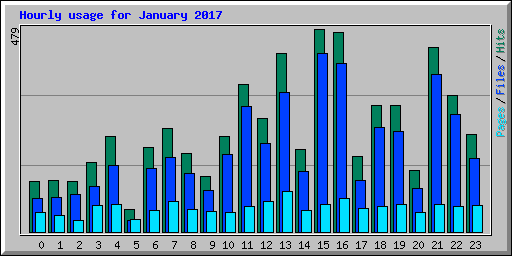 Hourly usage for January 2017
479
Pages/Files/Hits
0 1 2 3 4 5 6 7 8 9 10 11 12 13 14 15 16 17 18 19 20 21 22 23